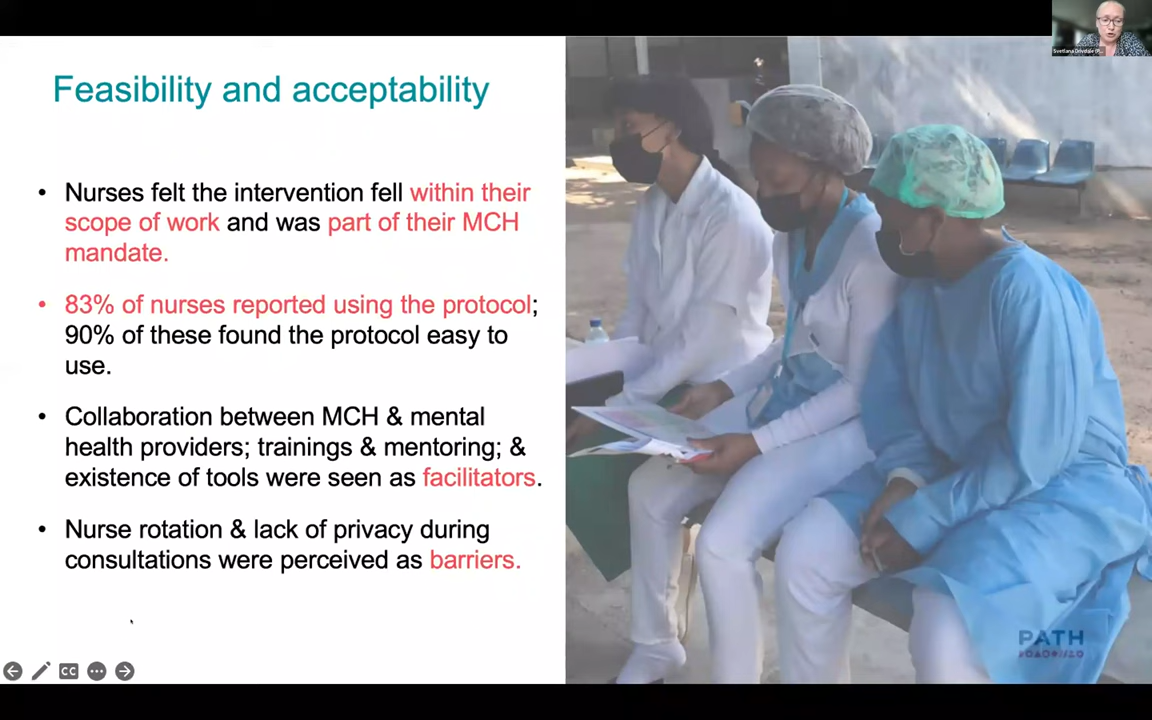 Feasibility and acceptability
• Nurses felt the intervention fell within their
scope of work and was part of their MCH
mandate.
• 83% of nurses reported using the protocol;
90% of these found the protocol easy to
use.
• Collaboration between MCH & mental
health providers; trainings & mentoring; &
existence of tools were seen as facilitators.
• Nurse rotation & lack of privacy during
consultations were perceived as barriers.
CC
PATH
Svetlana